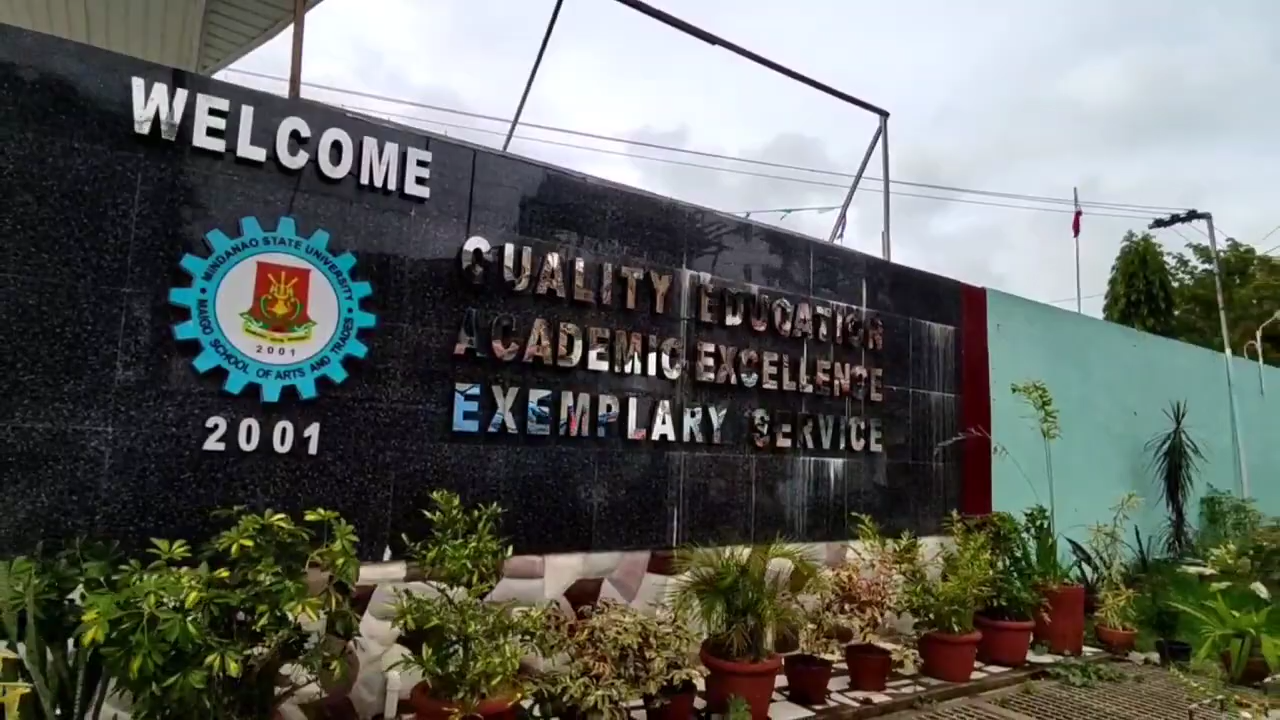 WELCOME
MINDANAO STATE UNIVERSITY
MAIGO SCHOOL OF ARTS AND TRADES
2001
2001
QUALITY EDUCATION
ACADEMIC EXCELLENCE
EXEMPLARY SERVICE